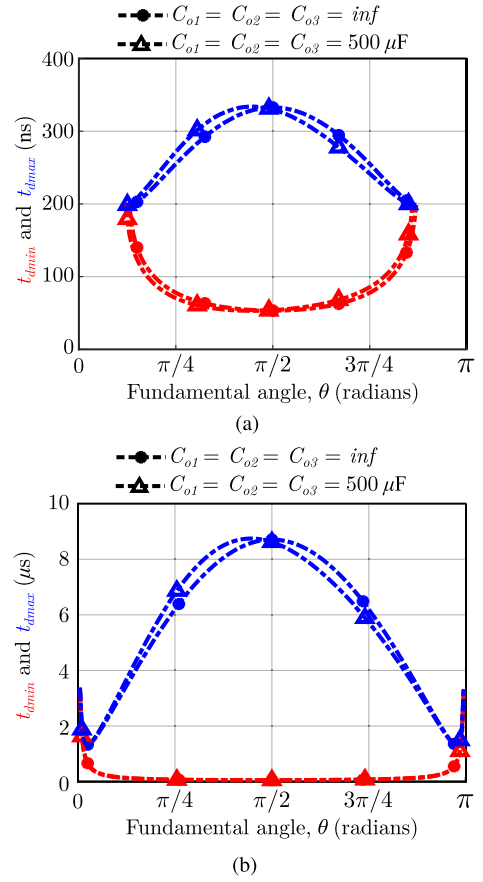 C_{o1} = C_{o2} = C_{o3} = inf
C_{o1} = C_{o2} = C_{o3} = 500 μF
400
300
200
100
0
t_{dmin} and t_{dmax} (ns)
0 π/4 π/2 3π/4 π
Fundamental angle, θ (radians)
(a)
C_{o1} = C_{o2} = C_{o3} = inf
C_{o1} = C_{o2} = C_{o3} = 500 μF
10
8
6
4
2
0
t_{dmin} and t_{dmax} (μs)
0 π/4 π/2 3π/4 π
Fundamental angle, θ (radians)
(b)